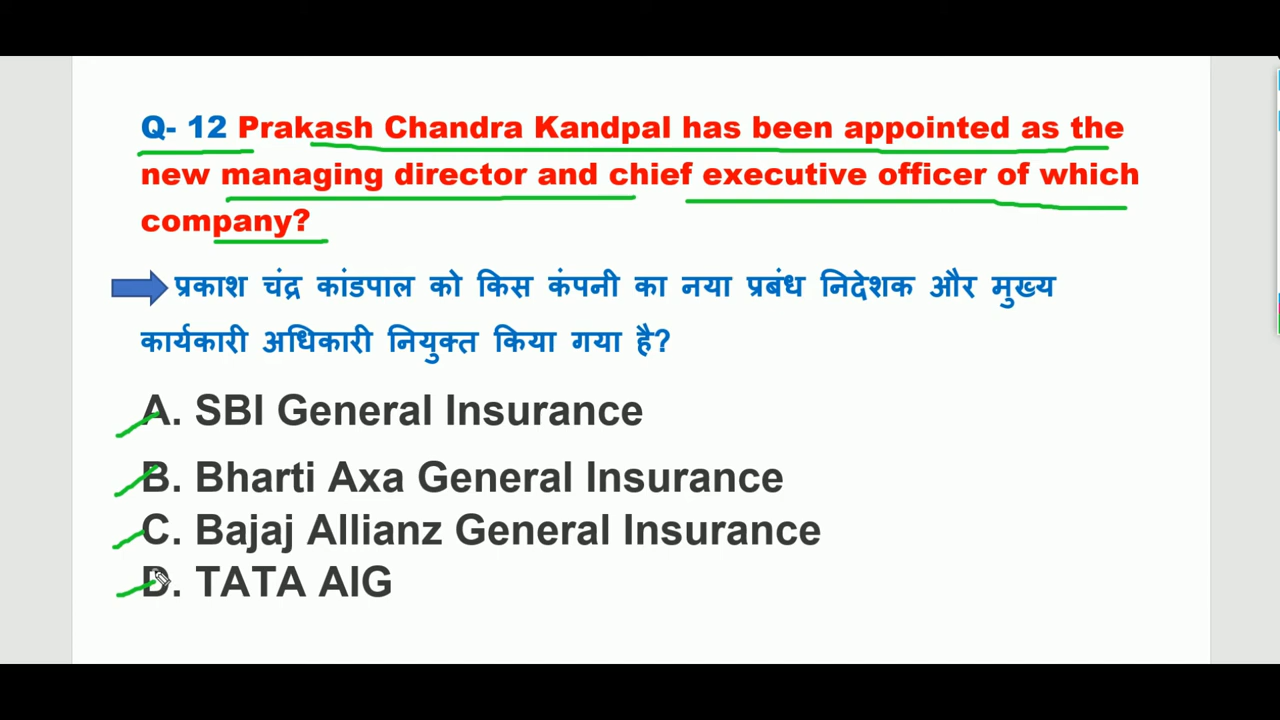 Q- 12 Prakash Chandra Kandpal has been appointed as the
new managing director and chief executive officer of which
company?
प्रकाश चंद्र कांडपाल को किस कंपनी का नया प्रबंध निदेशक और मुख्य
कार्यकारी अधिकारी नियुक्त किया गया है?
A. SBI General Insurance
B. Bharti Axa General Insurance
C. Bajaj Allianz General Insurance
D. TATA AIG